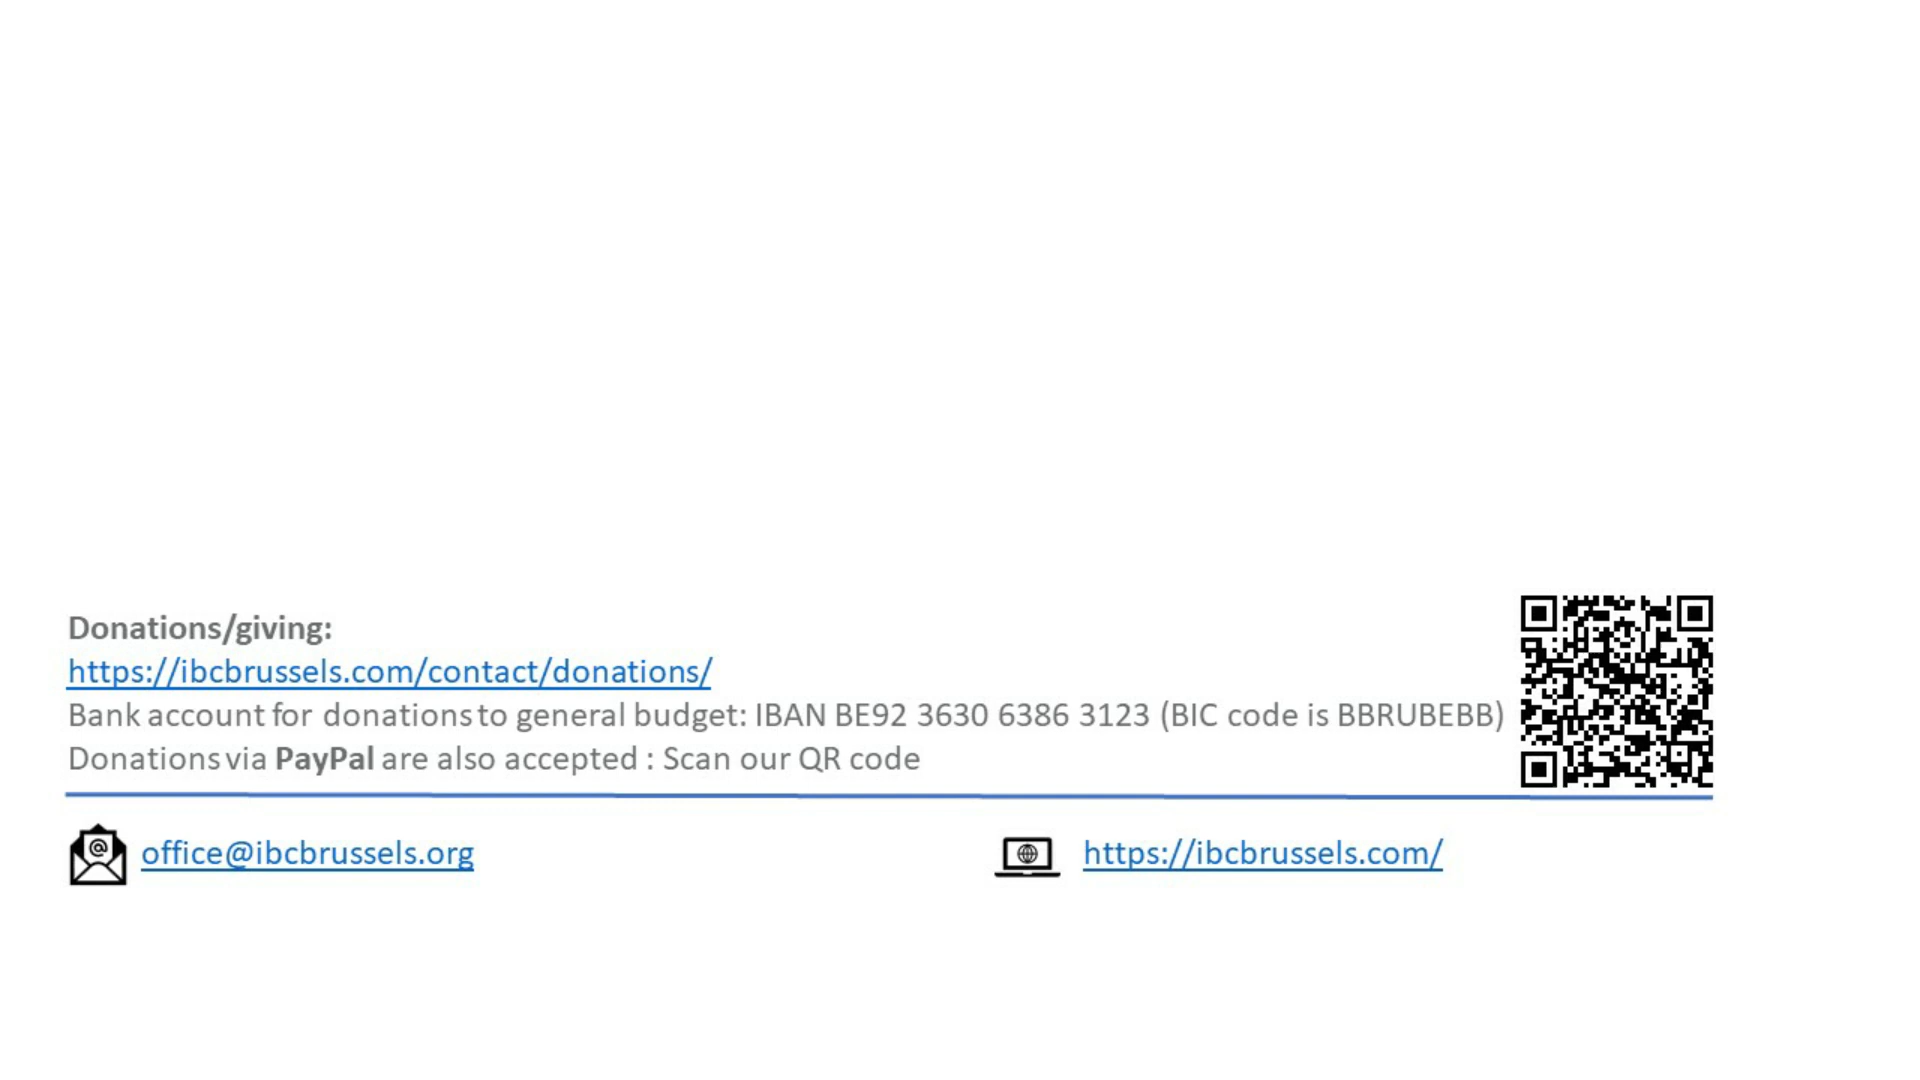 Donations/giving:
https://ibcbrussels.com/contact/donations/
Bank account for donations to general budget: IBAN BE92 3630 6386 3123 (BIC code is BBRUBEBB)
Donations via PayPal are also accepted : Scan our QR code
office@ibcbrussels.org
https://ibcbrussels.com/